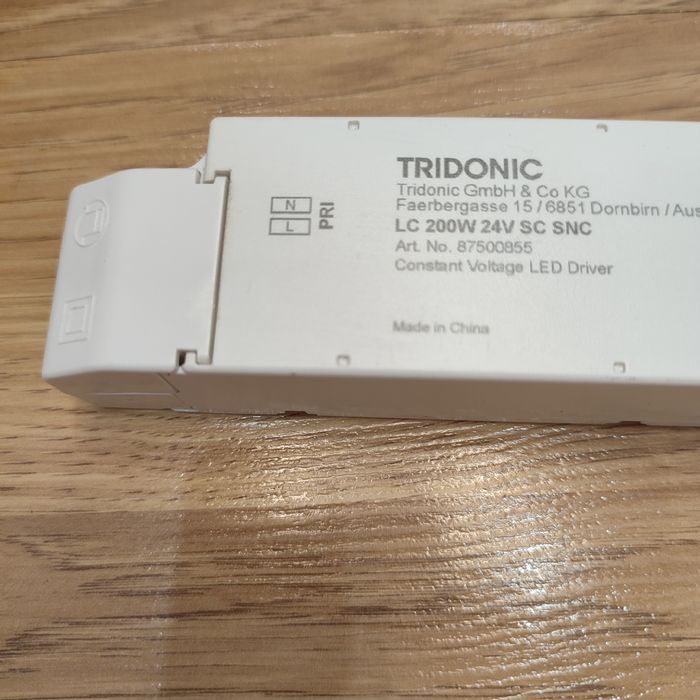 TRIDONIC
Tridonic GmbH & Co KG
Faerbergasse 15 / 6851 Dornbirn / Aus
LC 200W 24V SC SNC
Art. No. 87500855
Constant Voltage LED Driver
Made in China
N
L
PRI